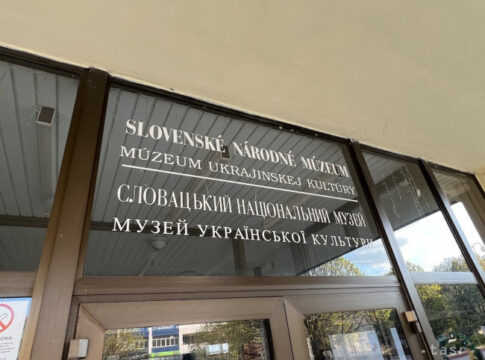 SLOVENSKÉ NÁRODNÉ MÚZEUM
MÚZEUM UKRAJINSKEJ KULTÚRY
СЛОВАЦЬКИЙ НАЦІОНАЛЬНИЙ МУЗЕЙ
МУЗЕЙ УКРАЇНСЬКОЇ КУЛЬТУРИ